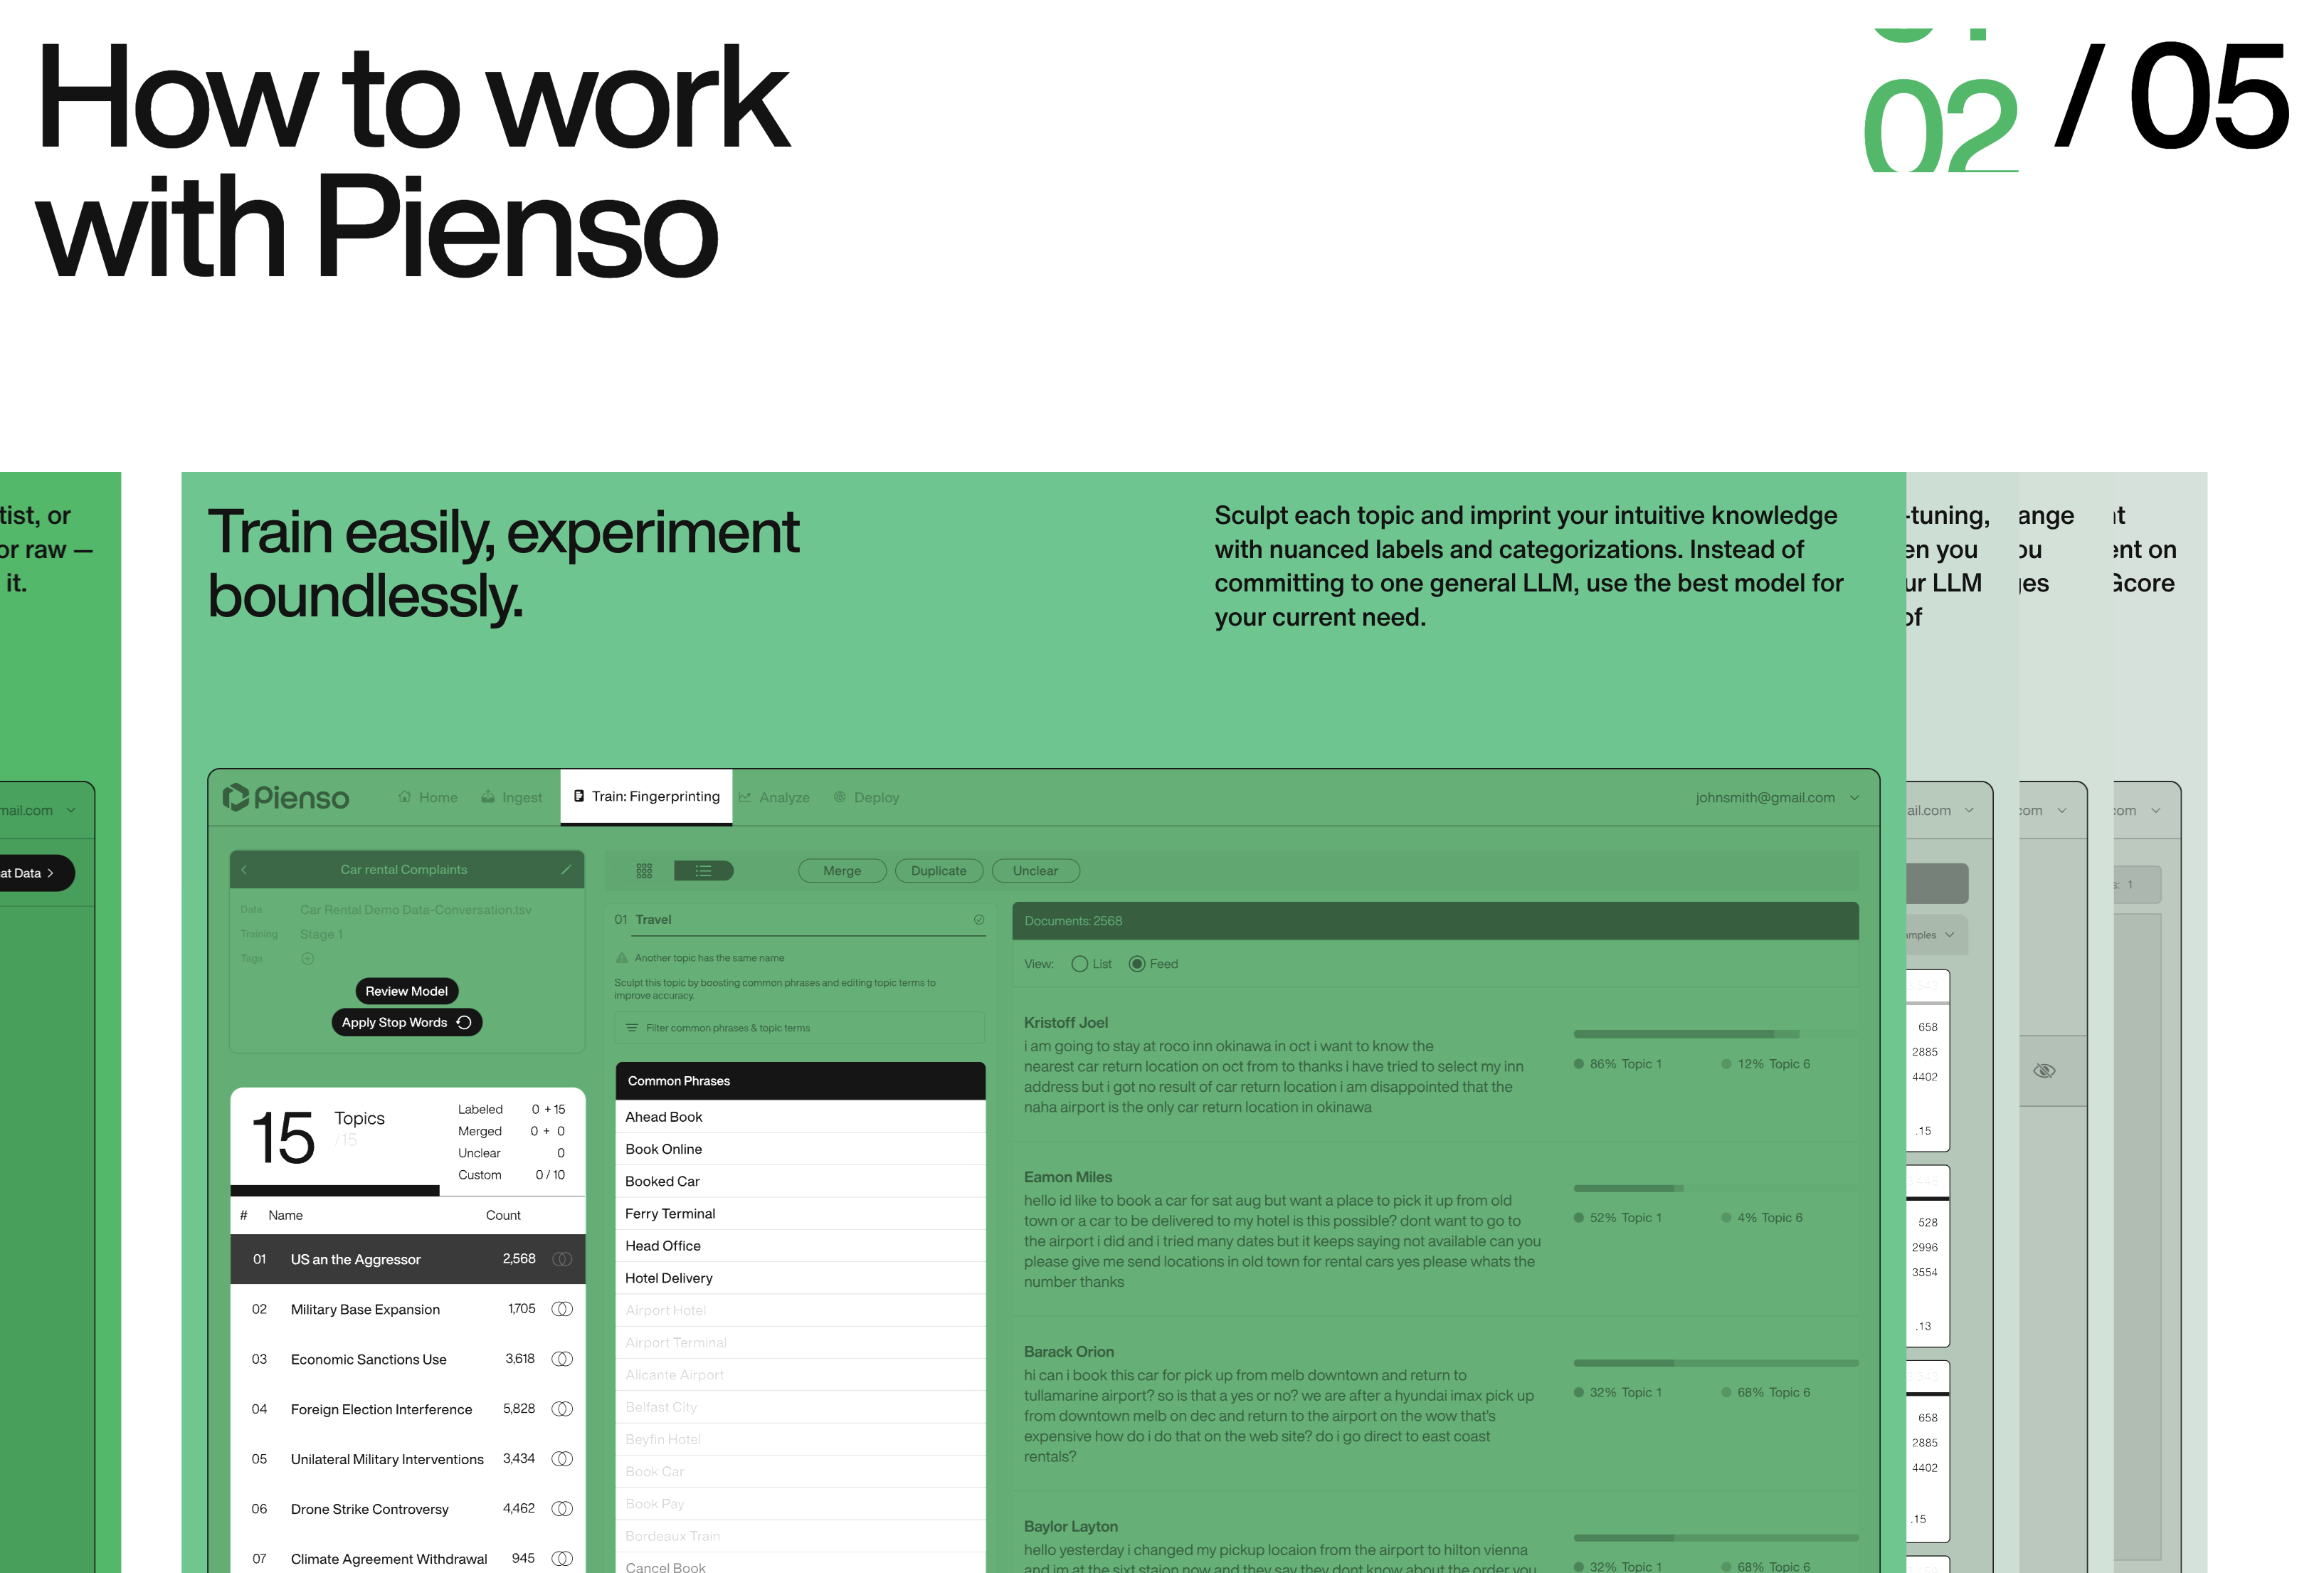 How to work
with Pienso
02 / 05
tist, or
or raw —
it.
mail.com
at Data >
Train easily, experiment
boundlessly.
Sculpt each topic and imprint your intuitive knowledge
with nuanced labels and categorizations. Instead of
committing to one general LLM, use the best model for
your current need.
Pienso
Home
Ingest
Train: Fingerprinting
Analyze
Deploy
johnsmith@gmail.com
Car rental Complaints
Data Car Rental Demo Data-Conversation.tsv
Training Stage 1
Tags
Review Model
Apply Stop Words
15 Topics
/15
Labeled 0 + 15
Merged 0 + 0
Unclear 0
Custom 0 / 10
# Name Count
01 US an the Aggressor 2,568
02 Military Base Expansion 1,705
03 Economic Sanctions Use 3,618
04 Foreign Election Interference 5,828
05 Unilateral Military Interventions 3,434
06 Drone Strike Controversy 4,462
07 Climate Agreement Withdrawal 945
Merge
Duplicate
Unclear
01 Travel
Another topic has the same name
Sculpt this topic by boosting common phrases and editing topic terms to
improve accuracy.
Filter common phrases & topic terms
Common Phrases
Ahead Book
Book Online
Booked Car
Ferry Terminal
Head Office
Hotel Delivery
Airport Hotel
Airport Terminal
Alicante Airport
Belfast City
Beyfin Hotel
Book Car
Book Pay
Bordeaux Train
Cancel Book
Documents: 2568
View: List Feed
Kristoff Joel
i am going to stay at roco inn okinawa in oct i want to know the
nearest car return location on oct from to thanks i have tried to select my inn
address but i got no result of car return location i am disappointed that the
naha airport is the only car return location in okinawa
86% Topic 1
12% Topic 6
Eamon Miles
hello id like to book a car for sat aug but want a place to pick it up from old
town or a car to be delivered to my hotel is this possible? dont want to go to
the airport i did and i tried many dates but it keeps saying not available can you
please give me send locations in old town for rental cars yes please whats the
number thanks
52% Topic 1
4% Topic 6
Barack Orion
hi can i book this car for pick up from melb downtown and return to
tullamarine airport? so is that a yes or no? we are after a hyundai imax pick up
from downtown melb on dec and return to the airport on the wow that's
expensive how do i do that on the web site? do i go direct to east coast
rentals?
32% Topic 1
68% Topic 6
Baylor Layton
hello yesterday i changed my pickup locaion from the airport to hilton vienna
and im at the sixt staion now and they say they dont know about the order you
32% Topic 1
68% Topic 6
-tuning,
en you
ur LLM
of
ail.com
mples
658
2885
4402
.15
528
2996
3554
.13
658
2885
4402
.15
ange
ou
ges
com
nt
ent on
Gcore
com
s: 1